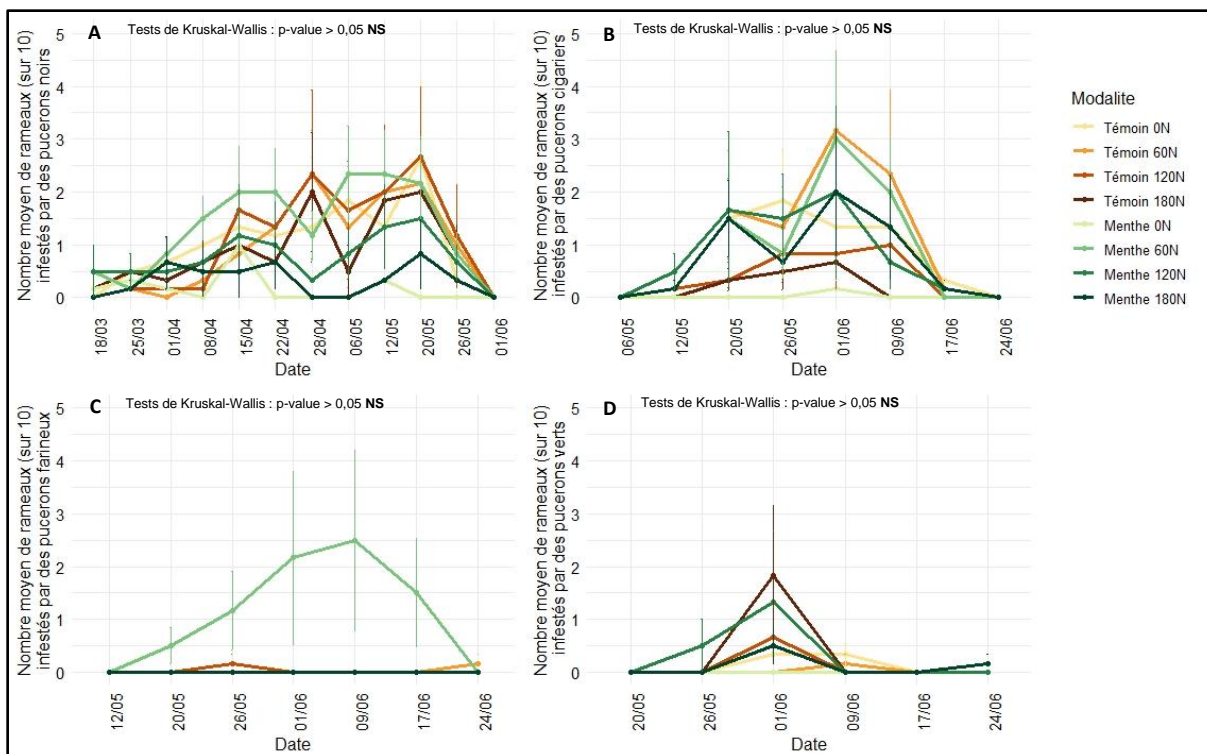 A
Tests de Kruskal-Wallis : p-value > 0,05 NS
Nombre moyen de rameaux (sur 10)
infestés par des pucerons noirs
5
4
3
2
1
0
18/03
25/03
01/04
08/04
15/04
22/04
28/04
06/05
12/05
20/05
26/05
01/06
Date
B
Tests de Kruskal-Wallis : p-value > 0,05 NS
Nombre moyen de rameaux (sur 10)
infestés par des pucerons cigariers
5
4
3
2
1
0
06/05
12/05
20/05
26/05
01/06
09/06
17/06
24/06
Date
Modalite
Témoin 0N
Témoin 60N
Témoin 120N
Témoin 180N
Menthe 0N
Menthe 60N
Menthe 120N
Menthe 180N
C
Tests de Kruskal-Wallis : p-value > 0,05 NS
Nombre moyen de rameaux (sur 10)
infestés par des pucerons farineux
5
4
3
2
1
0
12/05
20/05
26/05
01/06
09/06
17/06
24/06
Date
D
Tests de Kruskal-Wallis : p-value > 0,05 NS
Nombre moyen de rameaux (sur 10)
infestés par des pucerons verts
5
4
3
2
1
0
20/05
26/05
01/06
09/06
17/06
24/06
Date